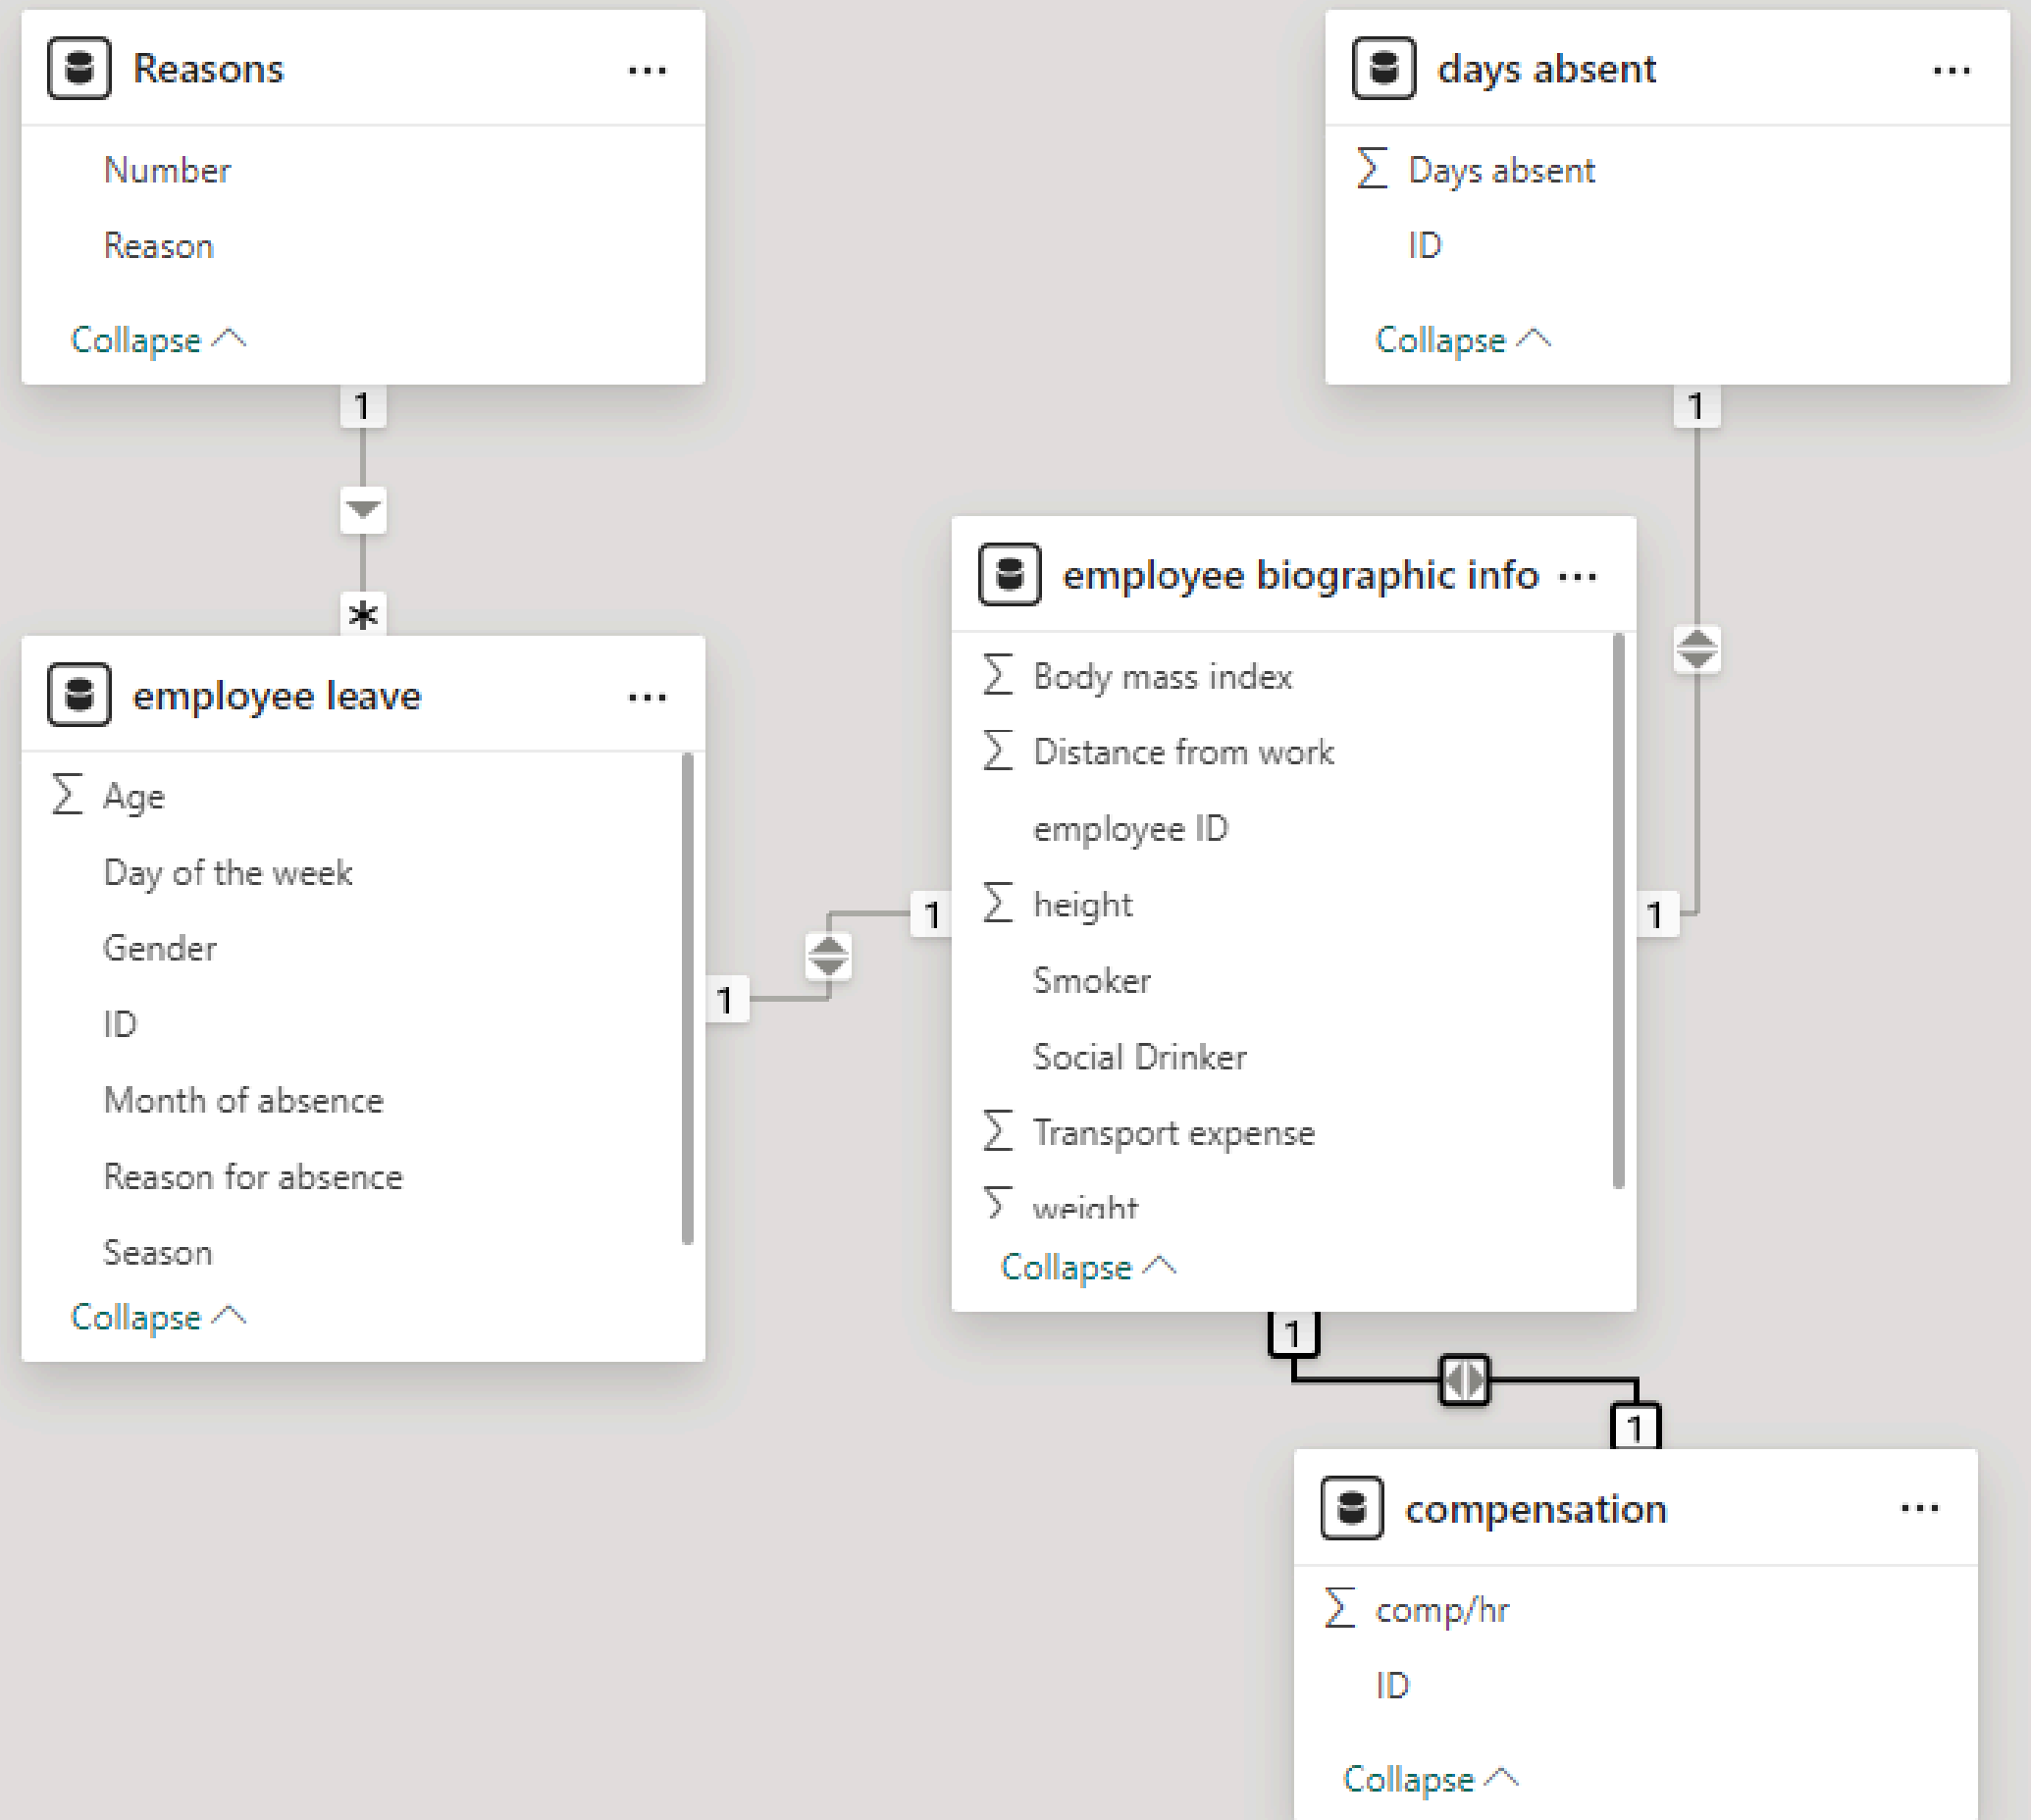 Reasons ...
Number
Reason
Collapse
1
*
days absent ...
Σ Days absent
ID
Collapse
1
1
employee leave ...
Σ Age
Day of the week
Gender
ID
Month of absence
Reason for absence
Season
Collapse
1
1
employee biographic info ...
Σ Body mass index
Σ Distance from work
employee ID
Σ height
Smoker
Social Drinker
Σ Transport expense
Σ weight
Collapse
1
1
compensation ...
Σ comp/hr
ID
Collapse